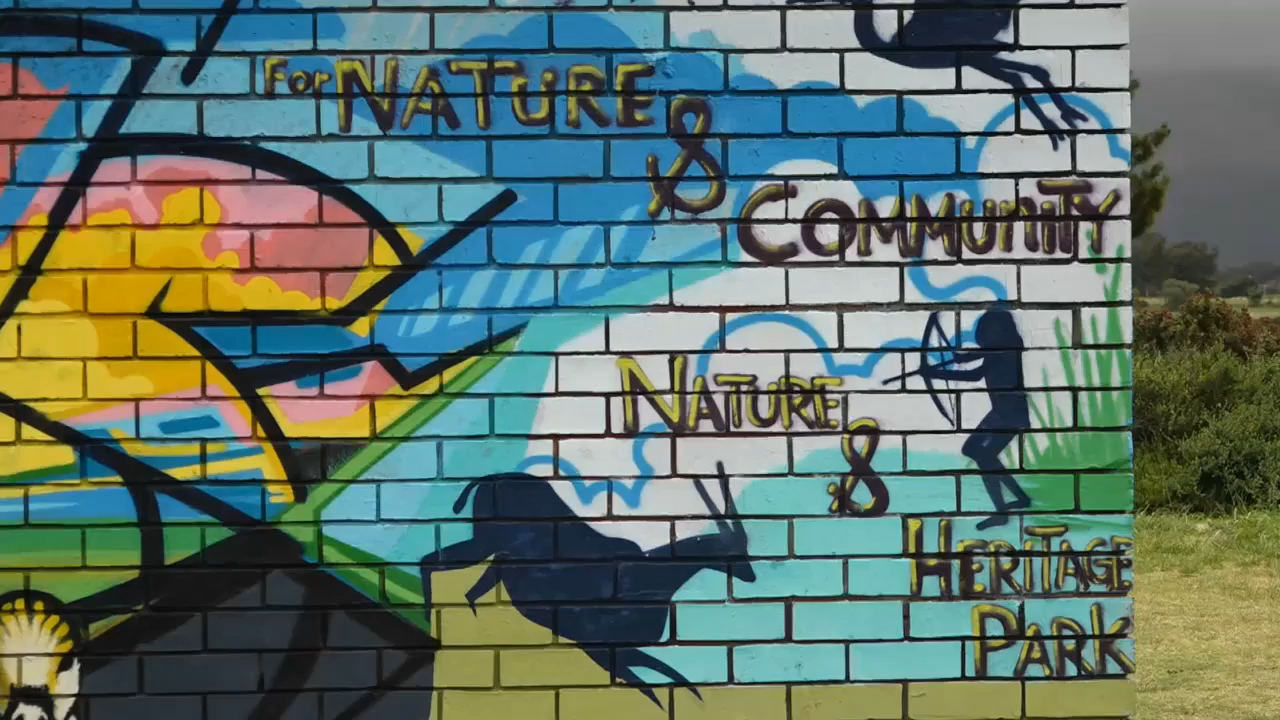 For NATURE
&
COMMUNITY
NATURE
&
HERITAGE
PARK